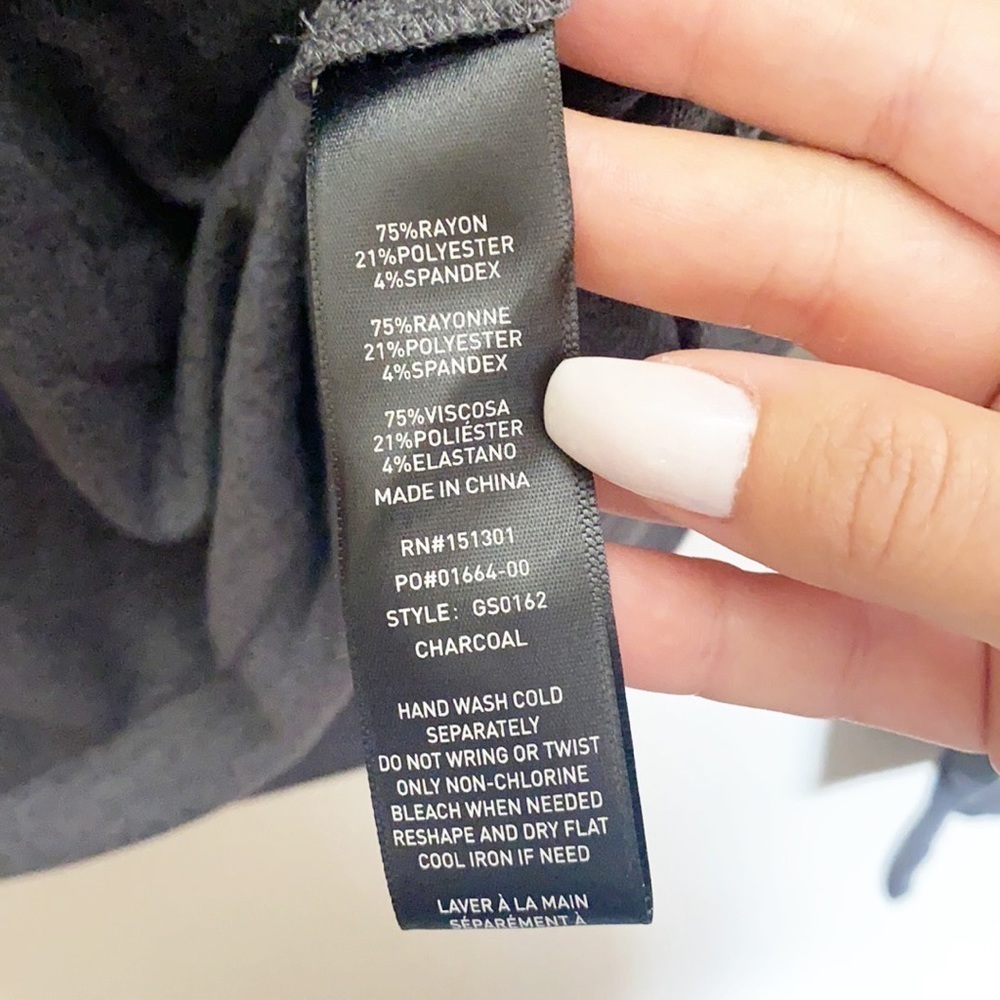 75%RAYON
21%POLYESTER
4%SPANDEX
75%RAYONNE
21%POLYESTER
4%SPANDEX
75%VISCOSA
21%POLIÉSTER
4%ELASTANO
MADE IN CHINA
RN#151301
PO#01664-00
STYLE: GS0162
CHARCOAL
HAND WASH COLD
SEPARATELY
DO NOT WRING OR TWIST
ONLY NON-CHLORINE
BLEACH WHEN NEEDED
RESHAPE AND DRY FLAT
COOL IRON IF NEED
LAVER À LA MAIN
SÉPARÉMENT À